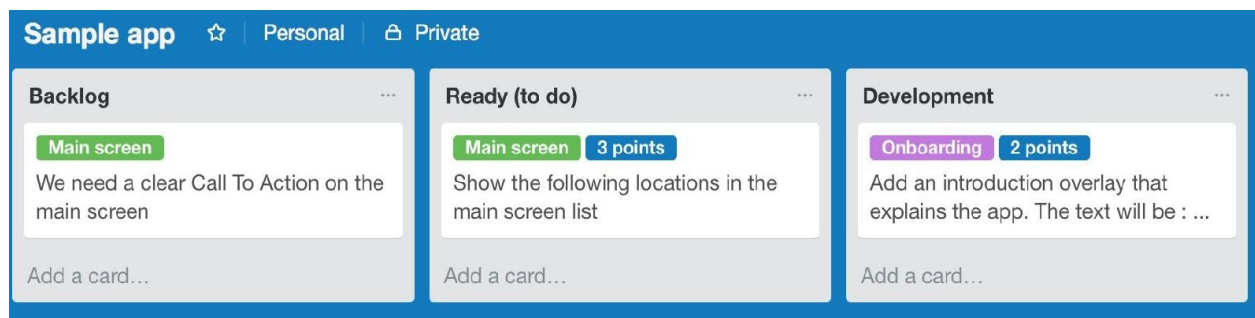 Sample app Personal Private
Backlog ...
Main screen
We need a clear Call To Action on the
main screen
Add a card...
Ready (to do) ...
Main screen 3 points
Show the following locations in the
main screen list
Add a card...
Development ...
Onboarding 2 points
Add an introduction overlay that
explains the app. The text will be : ...
Add a card...